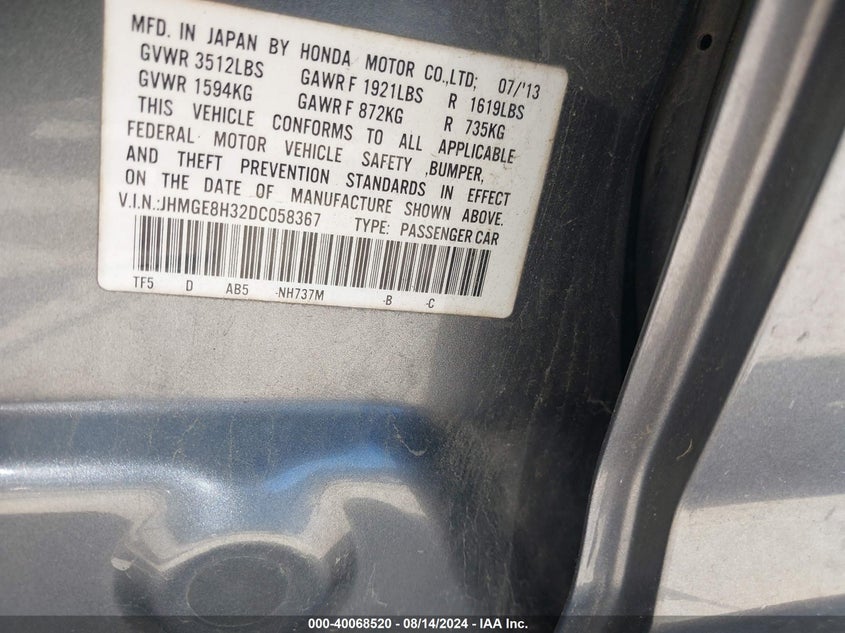 MFD. IN JAPAN BY HONDA MOTOR CO.,LTD; 07/'13
GVWR 3512LBS GAWR F 1921LBS R 1619LBS
GVWR 1594KG GAWR F 872KG R 735KG
THIS VEHICLE CONFORMS TO ALL APPLICABLE
FEDERAL MOTOR VEHICLE SAFETY ,BUMPER,
AND THEFT PREVENTION STANDARDS IN EFFECT
ON THE DATE OF MANUFACTURE SHOWN ABOVE.
V.I.N.:JHMGE8H32DC058367 TYPE: PASSENGER CAR
TF5 D AB5 -NH737M -B -C
000-40068520 - 08/14/2024 - IAA Inc.